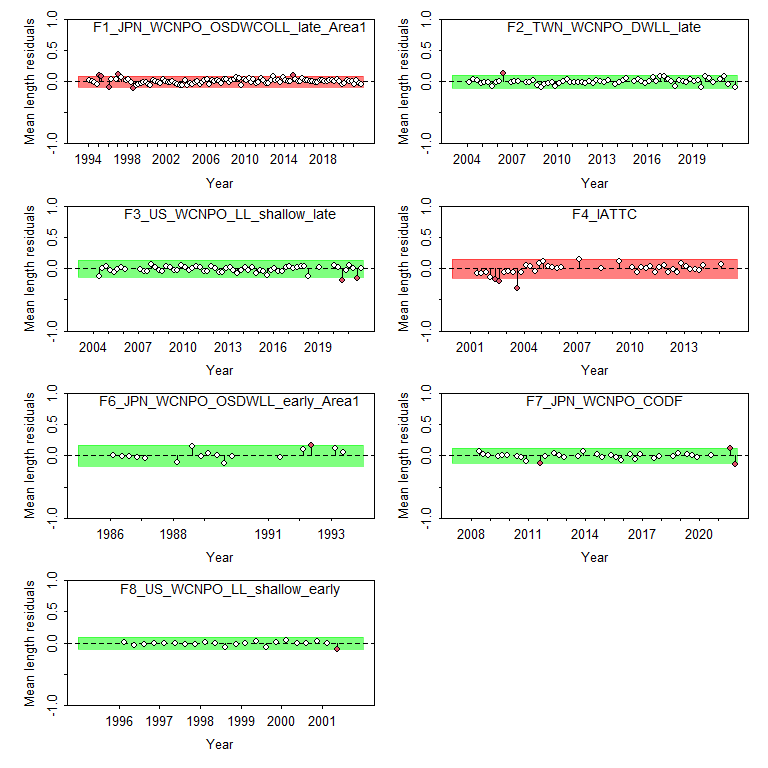 F1_JPN_WCNPO_OSDWCOLL_late_Area1
Mean length residuals
1.0
0.5
0.0
-1.0
1994 1998 2002 2006 2010 2014 2018
Year
F2_TWN_WCNPO_DWLL_late
Mean length residuals
1.0
0.5
0.0
-1.0
2004 2007 2010 2013 2016 2019
Year
F3_US_WCNPO_LL_shallow_late
Mean length residuals
1.0
0.5
0.0
-1.0
2004 2007 2010 2013 2016 2019
Year
F4_IATTC
Mean length residuals
1.0
0.5
0.0
-1.0
2001 2004 2007 2010 2013
Year
F6_JPN_WCNPO_OSDWLL_early_Area1
Mean length residuals
1.0
0.5
0.0
-1.0
1986 1988 1991 1993
Year
F7_JPN_WCNPO_CODF
Mean length residuals
1.0
0.5
0.0
-1.0
2008 2011 2014 2017 2020
Year
F8_US_WCNPO_LL_shallow_early
Mean length residuals
1.0
0.5
0.0
-1.0
1996 1997 1998 1999 2000 2001
Year